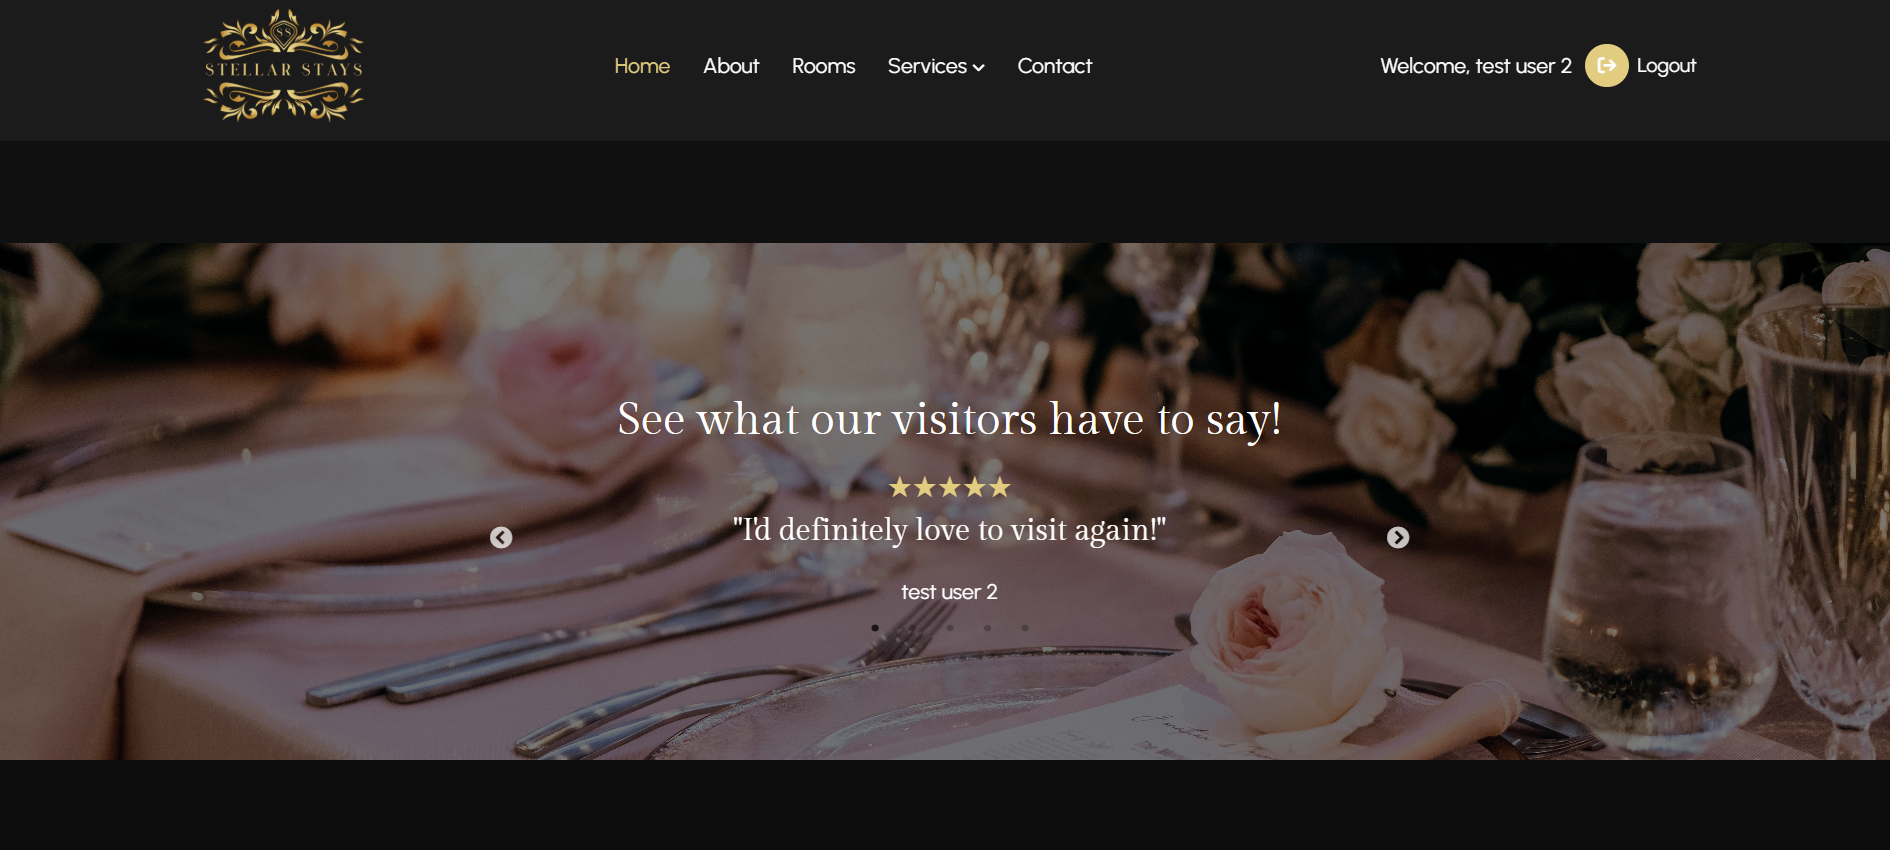 SS
STELLAR STAYS
Home About Rooms Services Contact
Welcome, test user 2 Logout
See what our visitors have to say!
"I'd definitely love to visit again!"
test user 2